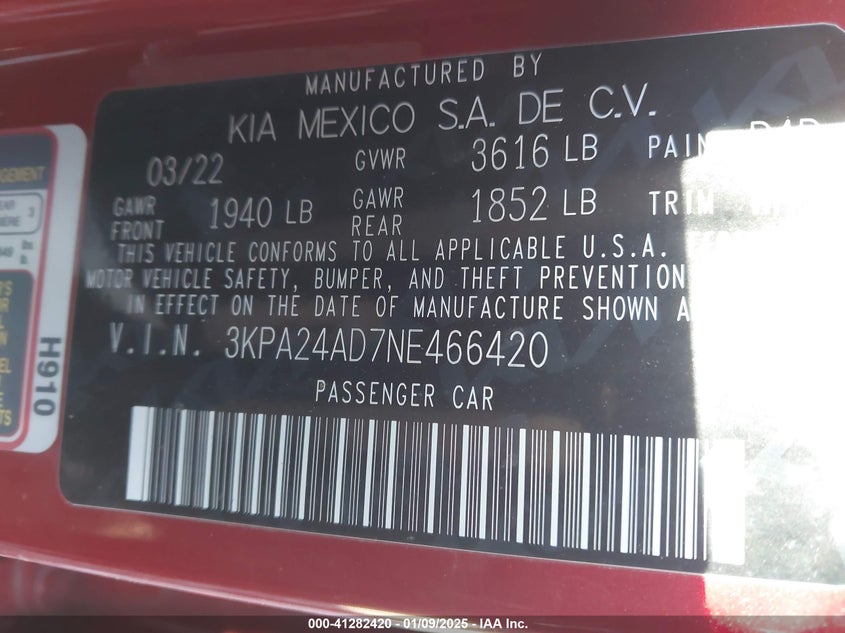 MANUFACTURED BY
KIA MEXICO S.A. DE C.V.
03/22 GVWR 3616 LB
GAWR FRONT 1940 LB GAWR REAR 1852 LB TRIM
THIS VEHICLE CONFORMS TO ALL APPLICABLE U.S.A.
MOTOR VEHICLE SAFETY, BUMPER, AND THEFT PREVENTION
IN EFFECT ON THE DATE OF MANUFACTURE SHOWN A
V.I.N. 3KPA24AD7NE466420
PASSENGER CAR
H910
000-41282420 - 01/09/2025 - IAA Inc.